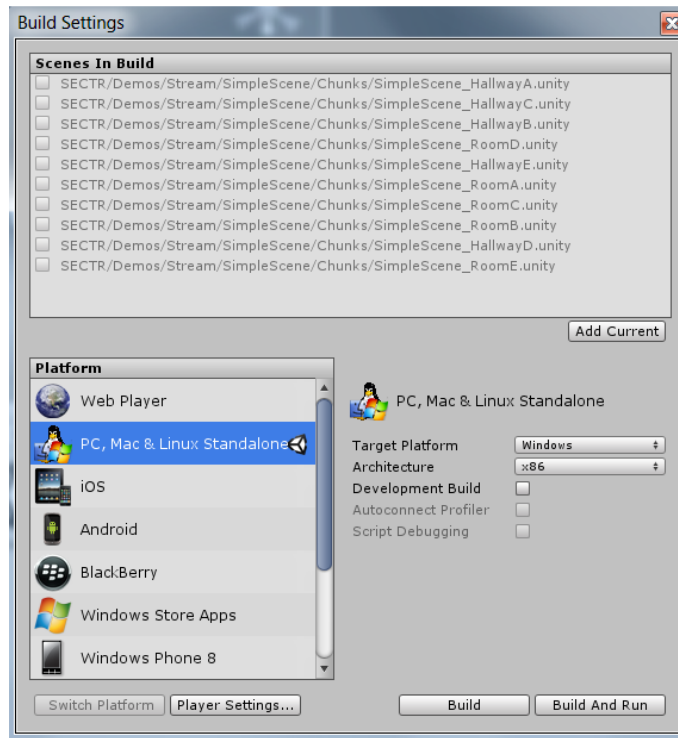 Build Settings
Scenes In Build
SECTR/Demos/Stream/SimpleScene/Chunks/SimpleScene_HallwayA.unity
SECTR/Demos/Stream/SimpleScene/Chunks/SimpleScene_HallwayC.unity
SECTR/Demos/Stream/SimpleScene/Chunks/SimpleScene_HallwayB.unity
SECTR/Demos/Stream/SimpleScene/Chunks/SimpleScene_RoomD.unity
SECTR/Demos/Stream/SimpleScene/Chunks/SimpleScene_HallwayE.unity
SECTR/Demos/Stream/SimpleScene/Chunks/SimpleScene_RoomA.unity
SECTR/Demos/Stream/SimpleScene/Chunks/SimpleScene_RoomC.unity
SECTR/Demos/Stream/SimpleScene/Chunks/SimpleScene_RoomB.unity
SECTR/Demos/Stream/SimpleScene/Chunks/SimpleScene_HallwayD.unity
SECTR/Demos/Stream/SimpleScene/Chunks/SimpleScene_RoomE.unity
Add Current
Platform
Web Player
PC, Mac & Linux Standalone
iOS
Android
BlackBerry
Windows Store Apps
Windows Phone 8
PC, Mac & Linux Standalone
Target Platform Windows
Architecture x86
Development Build
Autoconnect Profiler
Script Debugging
Switch Platform Player Settings... Build Build And Run